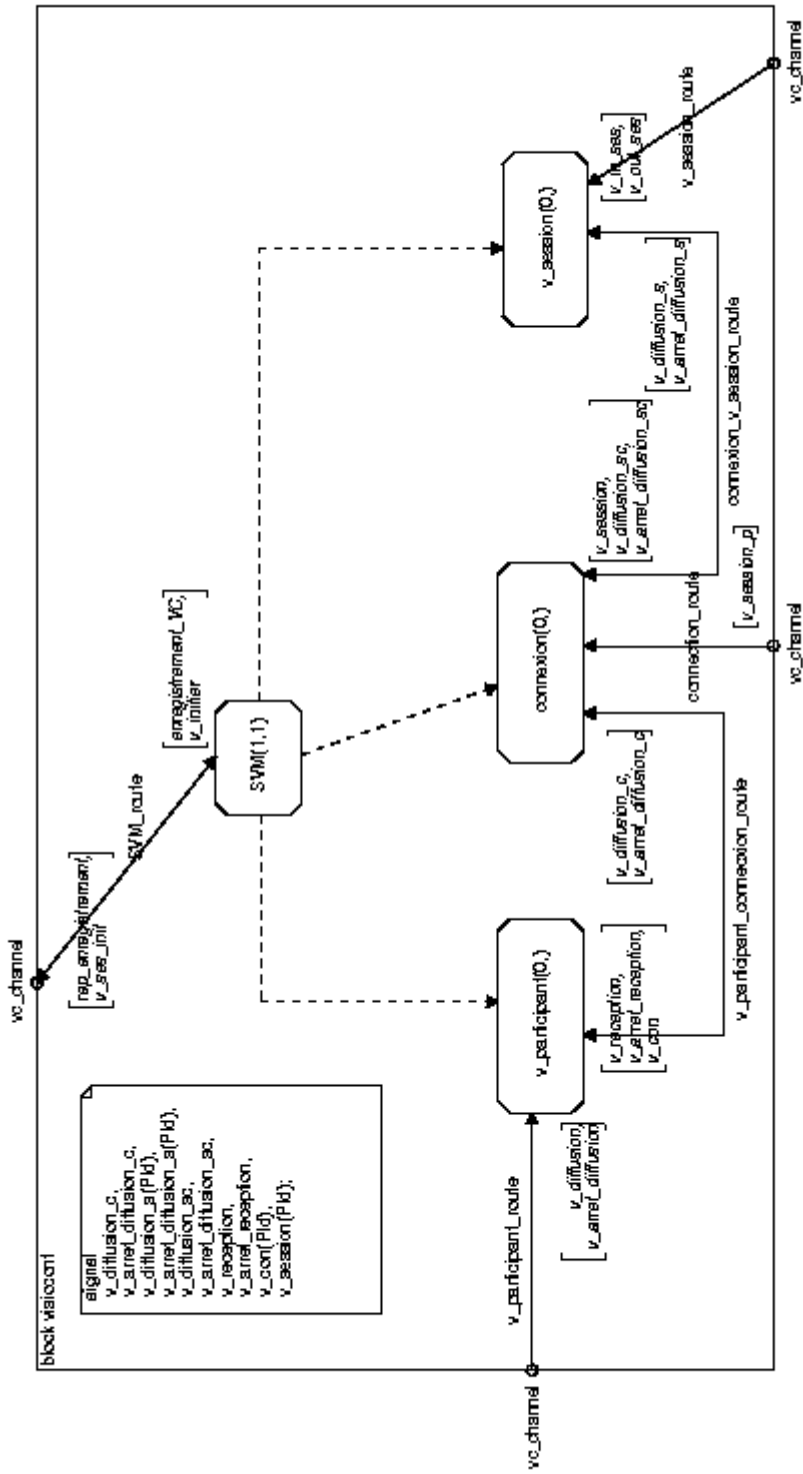 block visioconf
signal
v_diffusion_c,
v_arret_diffusion_c,
v_diffusion_s(PId),
v_arret_diffusion_s(PId),
v_diffusion_sc,
v_arret_diffusion_sc,
v_reception,
v_arret_reception,
v_con(PId),
v_session(PId);
vc_channel
rep_enregistrement,
v_ses_init
SVM_route
enregistrement_VC,
SVM(1,1)
vc_channel
v_participant_route
v_diffusion,
v_arret_diffusion
v_participant(0,)
v_reception,
v_arret_reception,
v_con
v_participant_connection_route
v_diffusion_c,
v_arret_diffusion_c
connexion(0,)
connection_route
vc_channel
[v_session_p]
v_session,
v_diffusion_sc,
v_arret_diffusion_sc
connexion_v_session_route
v_diffusion_s,
v_arret_diffusion_s
v_session(0,)
v_in_ses,
v_out_ses
v_session_route
vc_channel